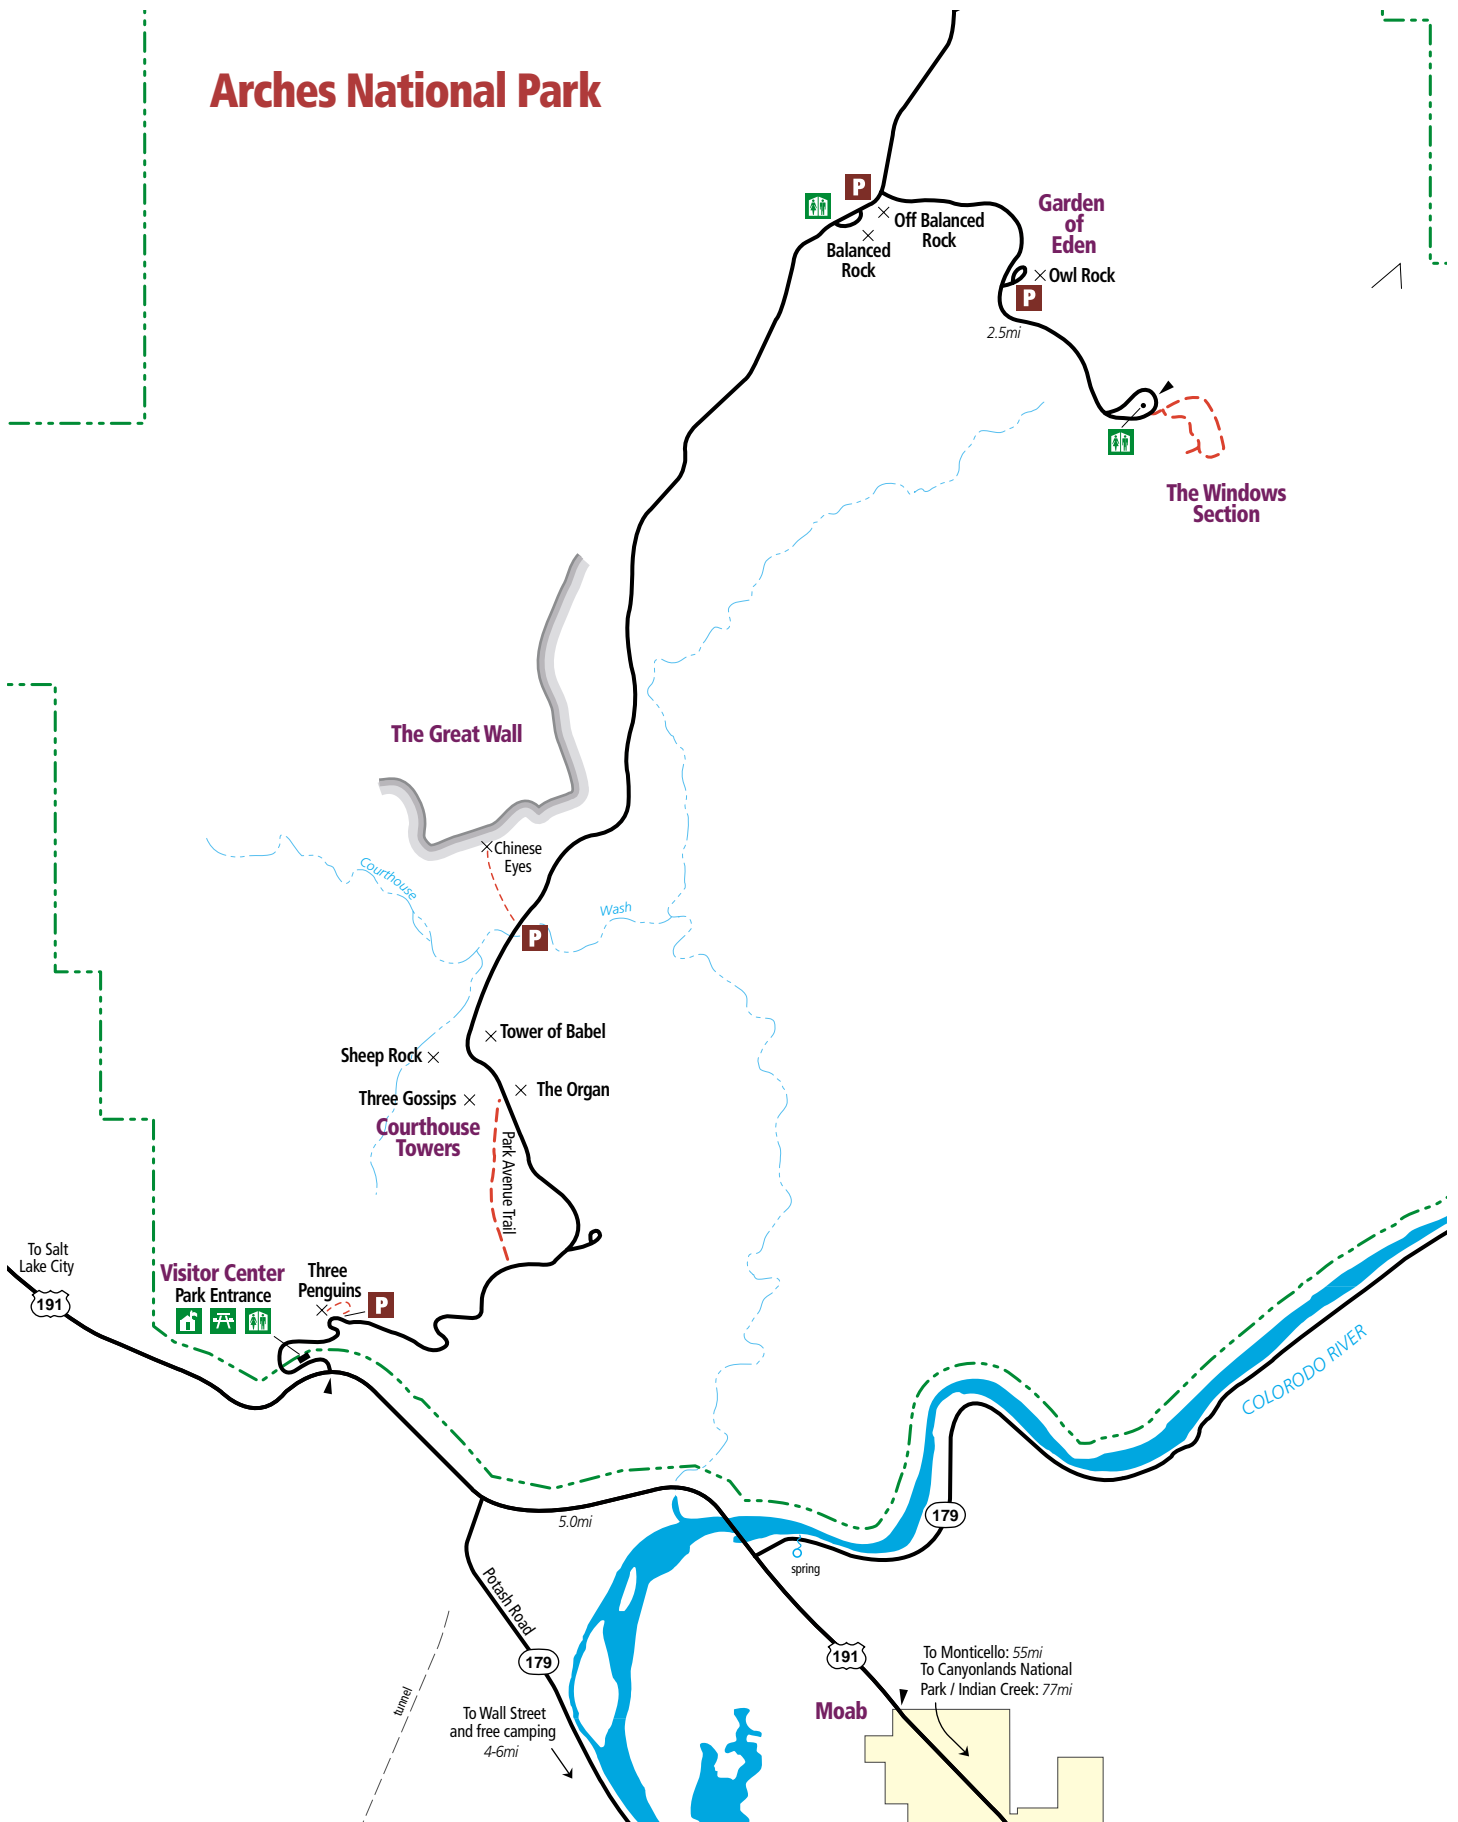 Arches National Park
P
Garden
of
Eden
Off Balanced
Rock
Balanced
Rock
Owl Rock
P
2.5mi
The Windows
Section
The Great Wall
Chinese
Eyes
Courthouse
Wash
P
Tower of Babel
Sheep Rock
The Organ
Three Gossips
Courthouse
Towers
Park Avenue Trail
To Salt
Lake City
191
Visitor Center
Park Entrance
Three
Penguins
P
COLORODO RIVER
179
5.0mi
spring
Potash Road
179
tunnel
To Wall Street
and free camping
4-6mi
191
To Monticello: 55mi
To Canyonlands National
Park / Indian Creek: 77mi
Moab